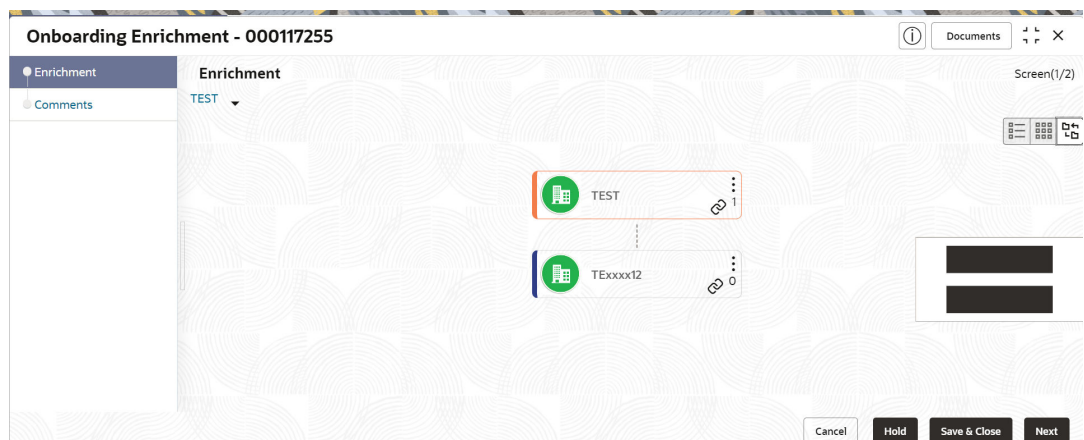 Onboarding Enrichment - 000117255
Documents
Enrichment
Comments
Enrichment
Screen(1/2)
TEST
TEST
1
TExxxx12
0
Cancel
Hold
Save & Close
Next